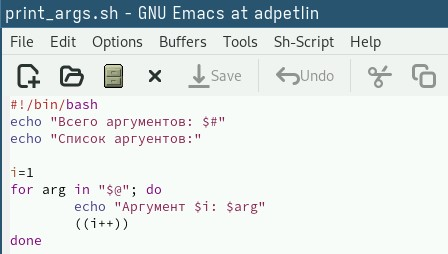 print_args.sh - GNU Emacs at adpetlin
File Edit Options Buffers Tools Sh-Script Help
Save Undo
#!/bin/bash
echo "Всего аргументов: $#"
echo "Список аргуентов:"
i=1
for arg in "$@"; do
echo "Аргумент $i: $arg"
((i++))
done